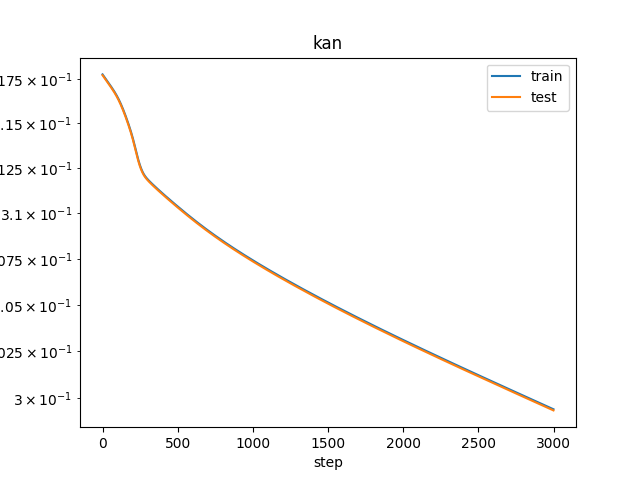 kan
train
test
175 × 10⁻¹
.15 × 10⁻¹
125 × 10⁻¹
3.1 × 10⁻¹
075 × 10⁻¹
.05 × 10⁻¹
025 × 10⁻¹
3 × 10⁻¹
0 500 1000 1500 2000 2500 3000
step